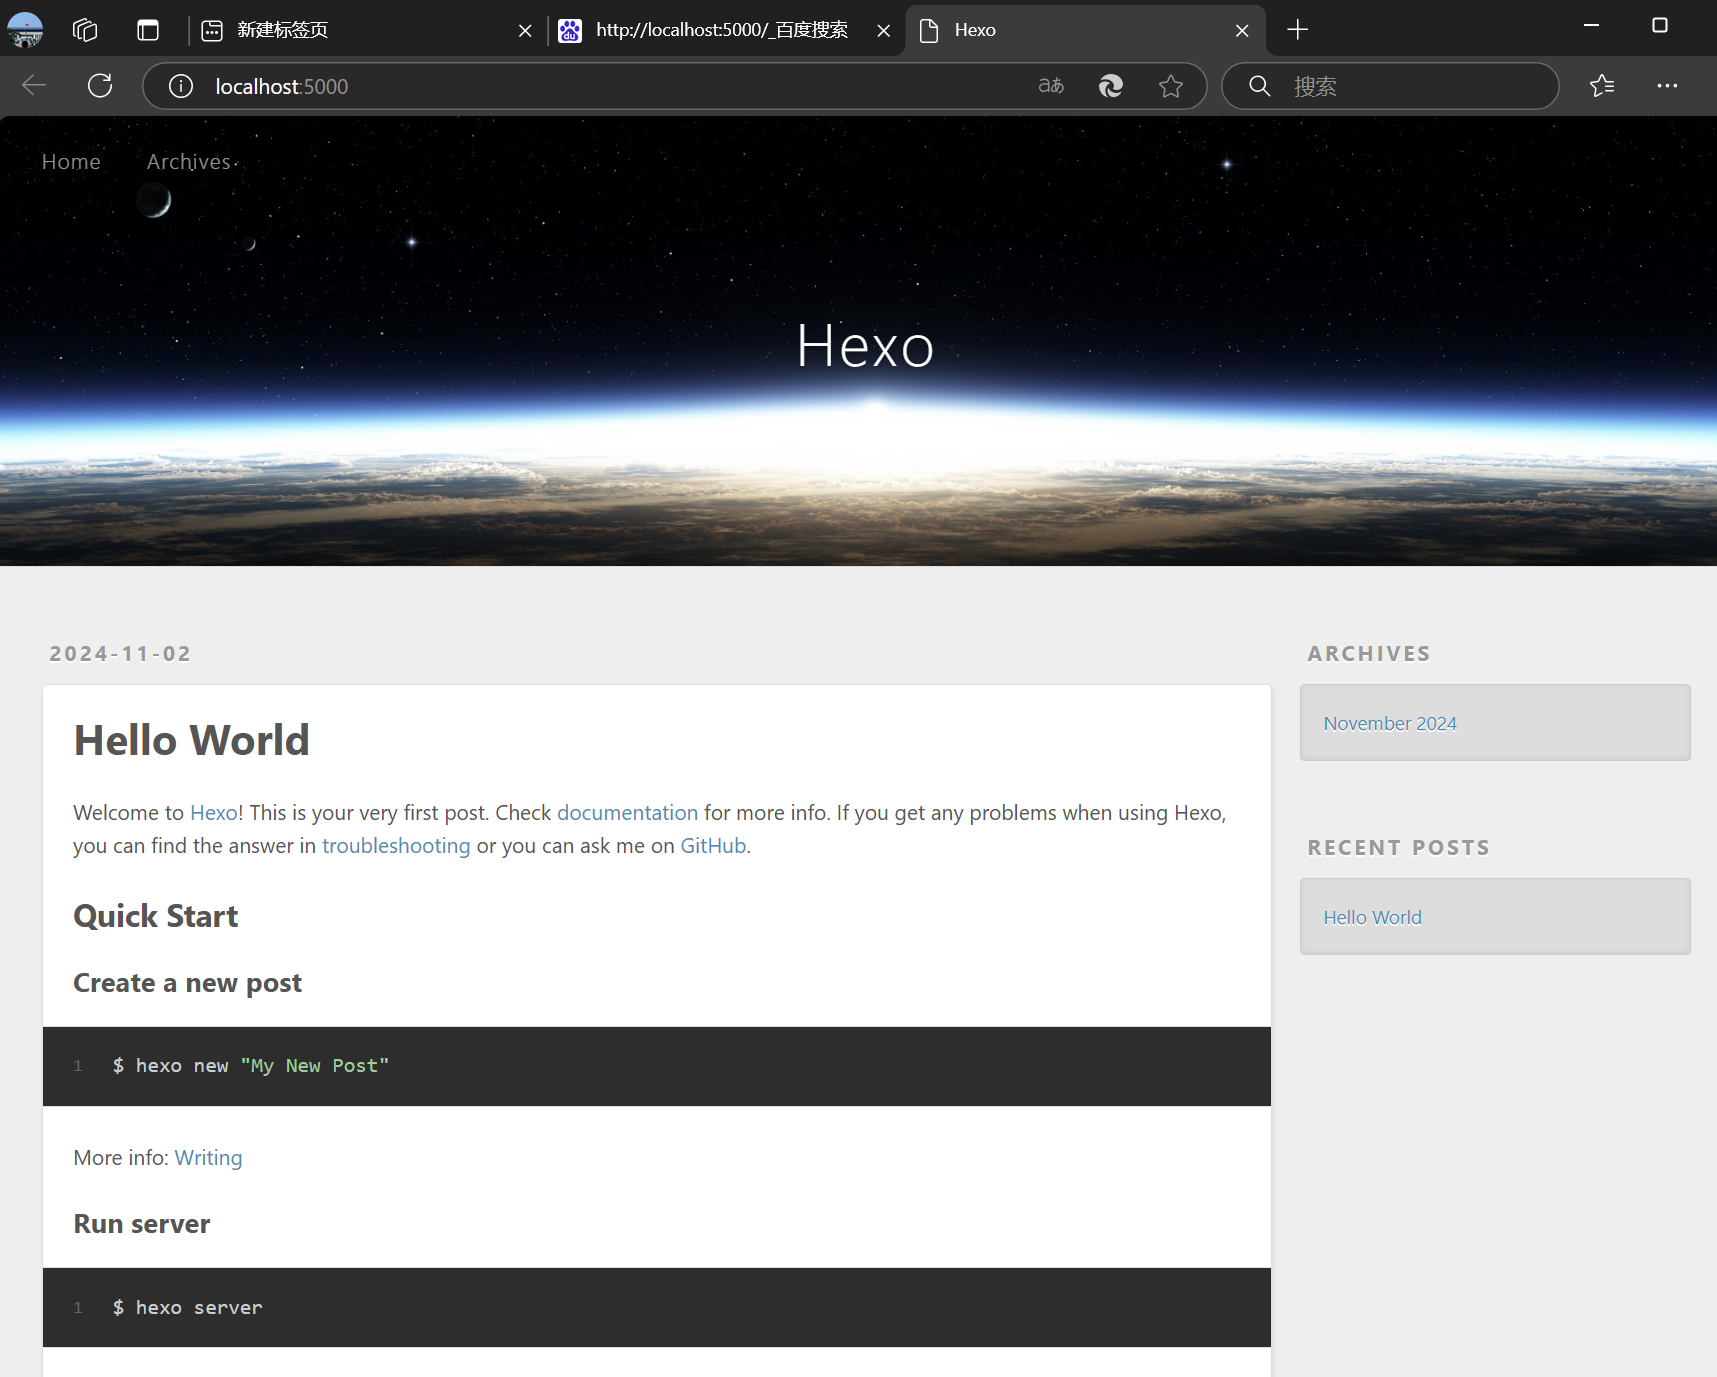 新建标签页
http://localhost:5000/_百度搜索
Hexo
localhost:5000
aあ
搜索
Home
Archives
Hexo
2024-11-02
Hello World
Welcome to Hexo! This is your very first post. Check documentation for more info. If you get any problems when using Hexo,
you can find the answer in troubleshooting or you can ask me on GitHub.
Quick Start
Create a new post
1 $ hexo new "My New Post"
More info: Writing
Run server
1 $ hexo server
ARCHIVES
November 2024
RECENT POSTS
Hello World